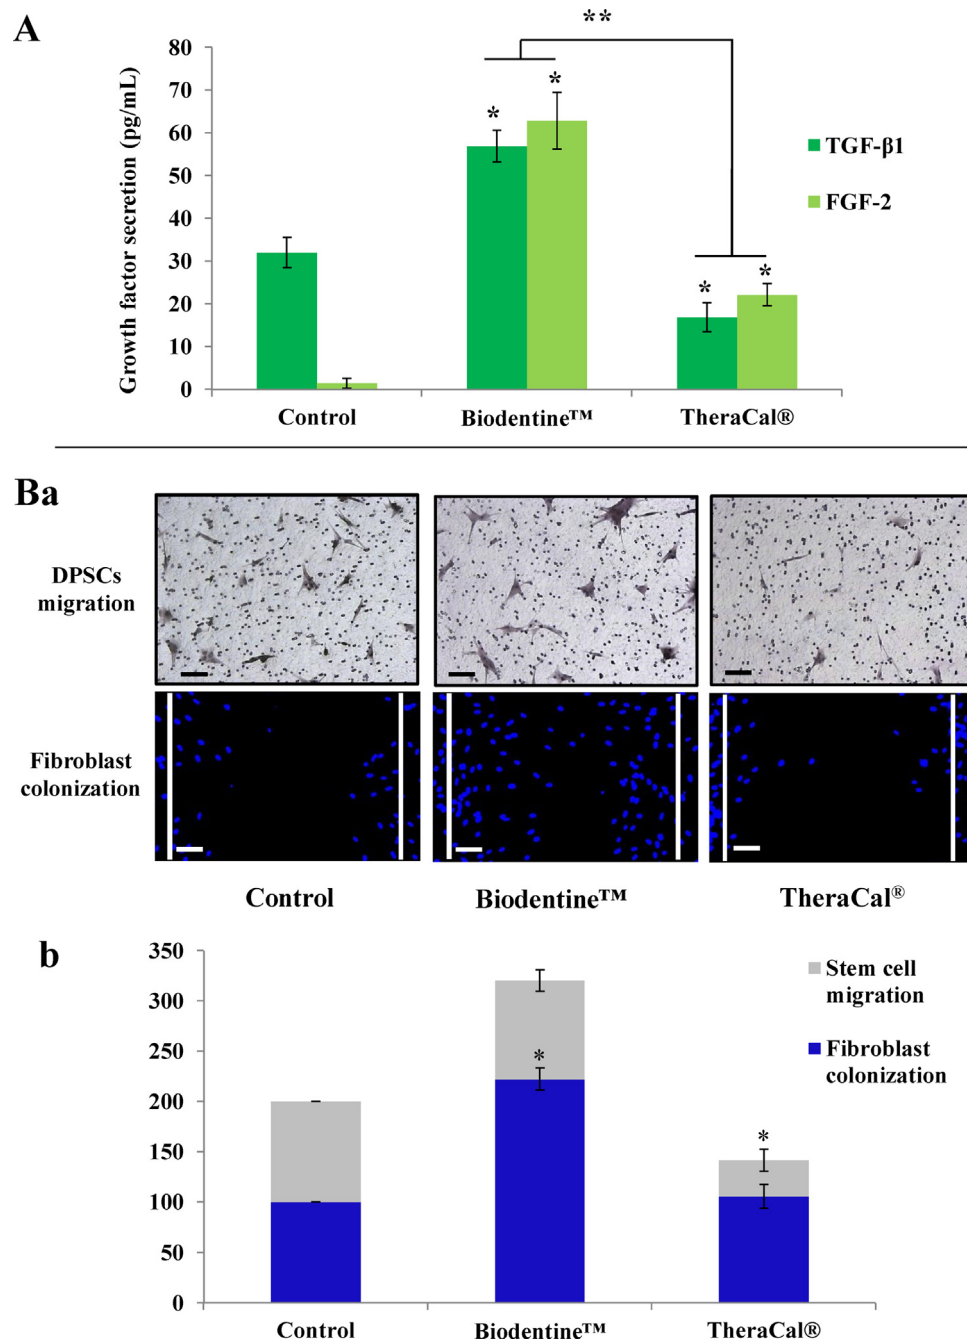 A
**
80
70
60
50
40
30
20
10
0
Growth factor secretion (pg/mL)
*
*
*
*
TGF-β1
FGF-2
Control
Biodentine™
TheraCal®
Ba
DPSCs
migration
Fibroblast
colonization
Control
Biodentine™
TheraCal®
b
350
300
250
200
150
100
50
0
*
*
Stem cell
migration
Fibroblast
colonization
Control
Biodentine™
TheraCal®